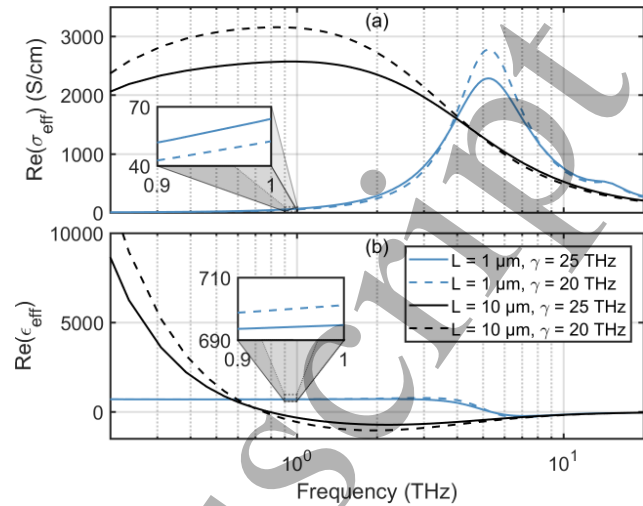 (a)
3000
2000
1000
0
Re(σeff) (S/cm)
70
40
0.9
1
(b)
10000
5000
0
Re(ϵeff)
710
690
0.9
1
L = 1 μm, γ = 25 THz
L = 1 μm, γ = 20 THz
L = 10 μm, γ = 25 THz
L = 10 μm, γ = 20 THz
10⁰
10¹
Frequency (THz)
script